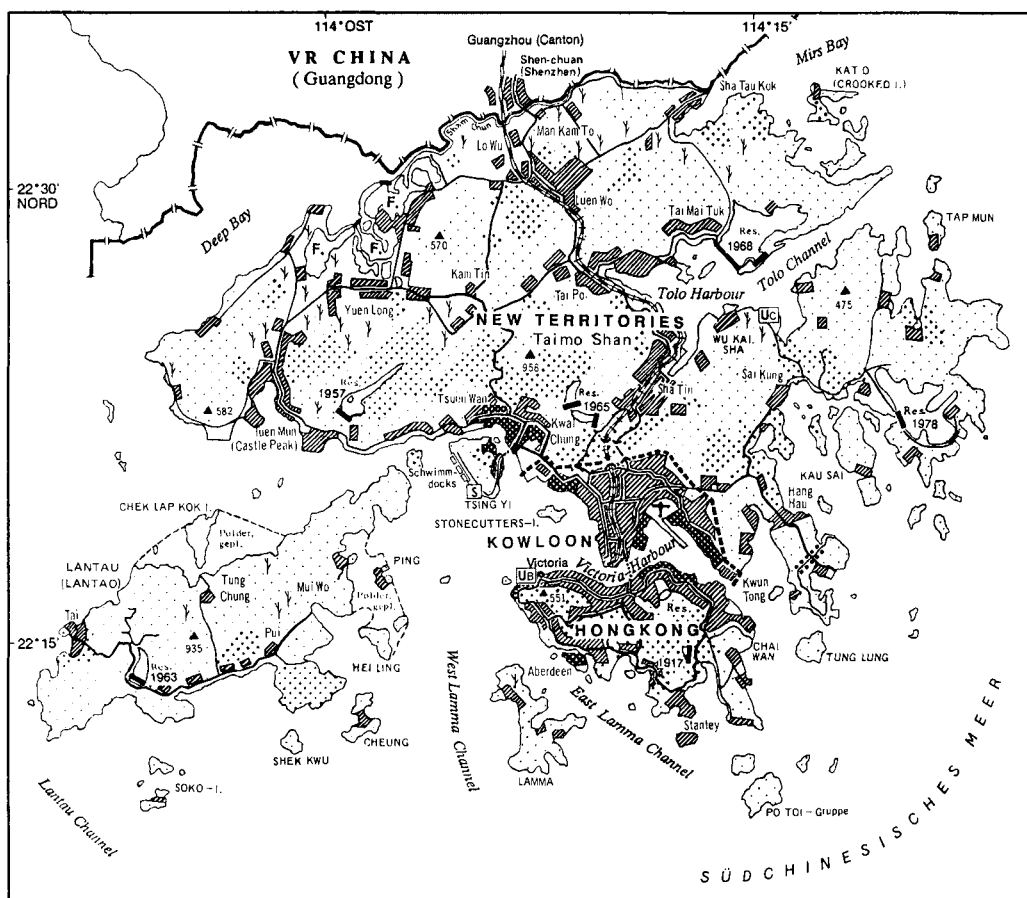 114°OST
114°15'
VR CHINA
(Guangdong)
Guangzhou (Canton)
Shen-chuan
(Shenzhen)
Mirs Bay
KAT O
(CROOKED I.)
Sha Tau Kok
Man Kam To
Lo Wu
22°30'
NORD
Deep Bay
F
F
F
570
Luen Wo
Tai Mai Tuk
Res.
1968
TAP MUN
Tolo Channel
Kam Tin
Tai Po
Tolo Harbour
475
Yuen Long
NEW TERRITORIES
UC
Taimo Shan
WU KAI
SHA
956
Sai Kung
Res.
1957
Tsuen Wan
Res.
1965
Sha Tin
582
Res.
1978
Tuen Mun
(Castle Peak)
Kwai
Chung
Schwimm-
docks
S
TSING YI
KAU SAI
Hang
Hau
CHEK LAP KOK I.
STONECUTTERS-I.
Polder,
gepl.
KOWLOON
LANTAU
(LANTAO)
PING
Victoria
Victoria-Harbour
Tung
Chung
Mui Wo
UB
Kwun
Tong
Polder,
gepl.
551
Res.
Tai
22°15'
935
Pui
HONGKONG
HEI LING
CHAI
WAN
TUNG LUNG
Res.
1963
1917
Aberdeen
West Lamma Channel
East Lamma Channel
Stantey
CHEUNG
SHEK KWU
LAMMA
SOKO-I.
PO TOI-Gruppe
Lantau Channel
SÜDCHINESISCHES MEER